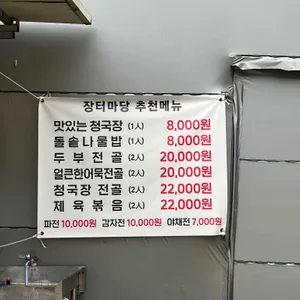 장터마당 추천메뉴
맛있는 청국장 (1人) 8,000원
돌솥나물밥 (1人) 8,000원
두부전골 (2人) 20,000원
얼큰한어묵전골 (2人) 20,000원
청국장 전골 (2人) 22,000원
제육볶음 (2人) 22,000원
파전 10,000원 감자전 10,000원 야채전 7,000원